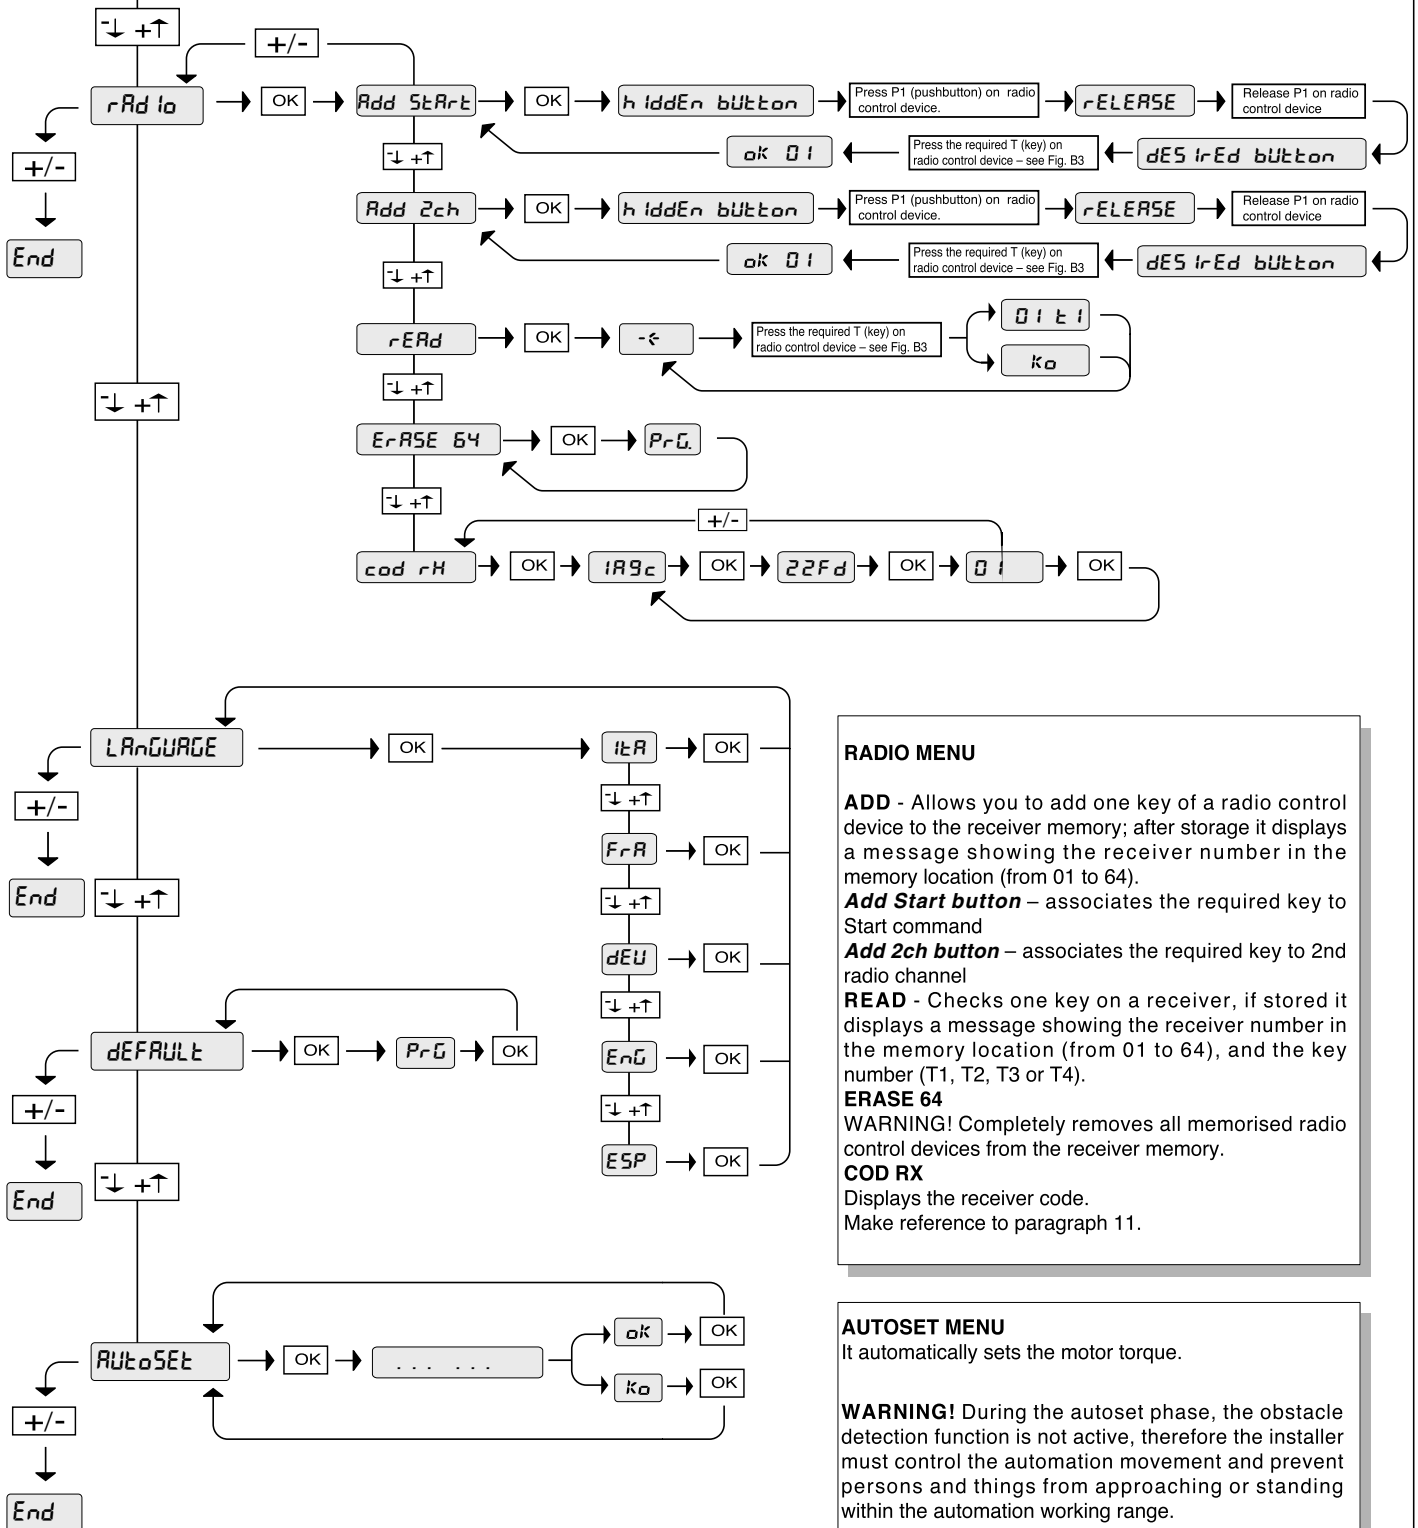 -↓ +↑
+/-
rAdIo
OK
Add StArt
OK
hIddEn bUtton
Press P1 (pushbutton) on radio
control device.
rELEASE
Release P1 on radio
control device
+/-
-↓ +↑
oK 01
Press the required T (key) on
radio control device – see Fig. B3
dESIrEd bUtton
Add 2ch
OK
hIddEn bUtton
Press P1 (pushbutton) on radio
control device.
rELEASE
Release P1 on radio
control device
End
-↓ +↑
oK 01
Press the required T (key) on
radio control device – see Fig. B3
dESIrEd bUtton
rEAd
OK
-<-
Press the required T (key) on
radio control device – see Fig. B3
01 t1
Ko
-↓ +↑
-↓ +↑
ErASE 64
OK
PrG.
-↓ +↑
+/-
cod rH
OK
1A9c
OK
22Fd
OK
01
OK
LAnGUAGE
OK
ItA
OK
+/-
-↓ +↑
FrA
OK
End
-↓ +↑
-↓ +↑
dEU
OK
-↓ +↑
dEFAULt
OK
PrG
OK
EnG
OK
+/-
-↓ +↑
End
-↓ +↑
ESP
OK
AUtoSEt
OK
... ...
oK
OK
Ko
OK
+/-
End
RADIO MENU
ADD - Allows you to add one key of a radio control
device to the receiver memory; after storage it displays
a message showing the receiver number in the
memory location (from 01 to 64).
Add Start button – associates the required key to
Start command
Add 2ch button – associates the required key to 2nd
radio channel
READ - Checks one key on a receiver, if stored it
displays a message showing the receiver number in
the memory location (from 01 to 64), and the key
number (T1, T2, T3 or T4).
ERASE 64
WARNING! Completely removes all memorised radio
control devices from the receiver memory.
COD RX
Displays the receiver code.
Make reference to paragraph 11.
AUTOSET MENU
It automatically sets the motor torque.
WARNING! During the autoset phase, the obstacle
detection function is not active, therefore the installer
must control the automation movement and prevent
persons and things from approaching or standing
within the automation working range.